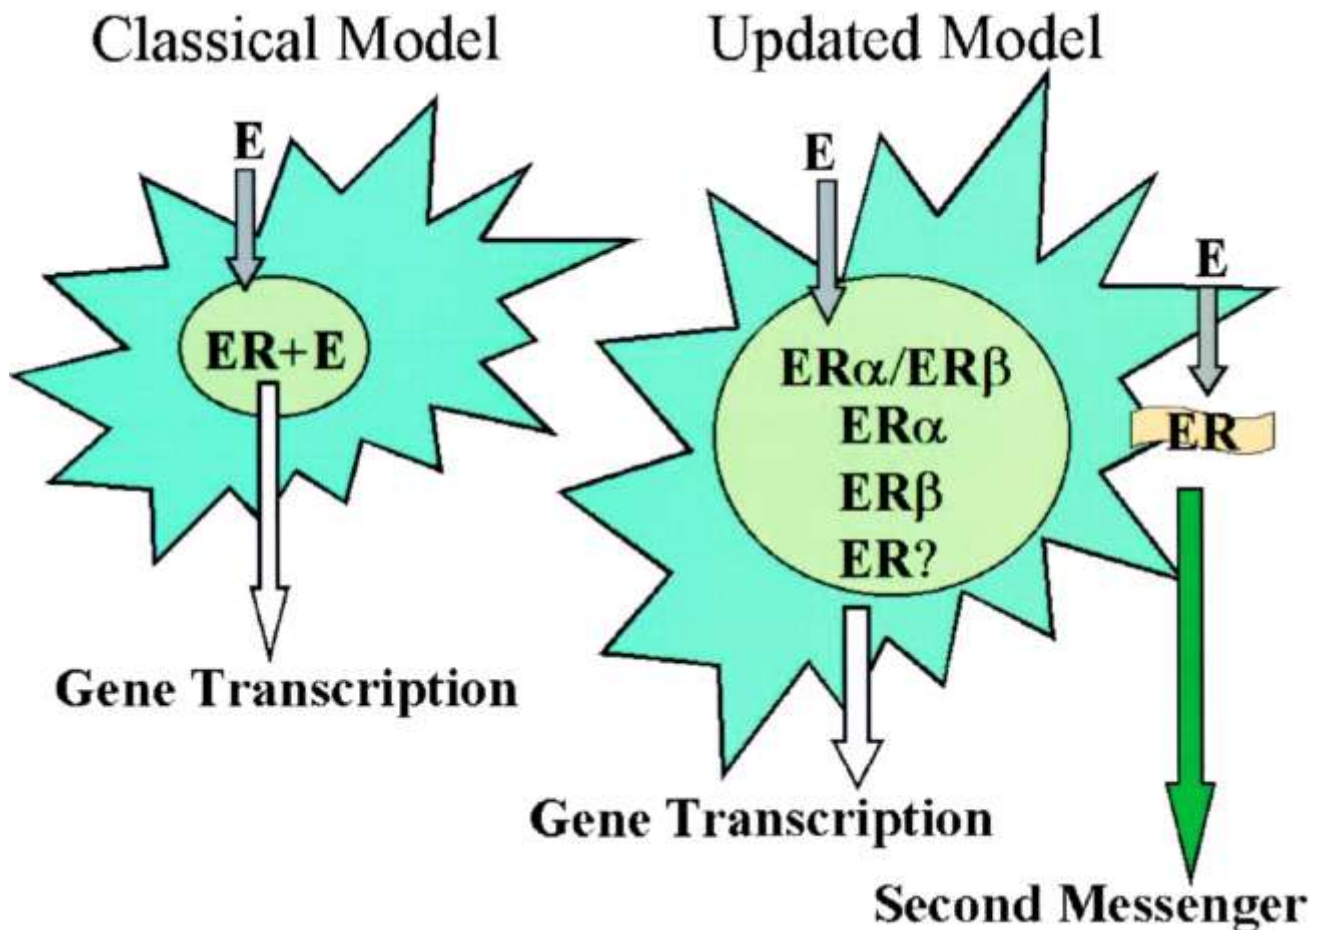 Classical Model
E
ER+E
Gene Transcription
Updated Model
E
ERα/ERβ
ERα
ERβ
ER?
Gene Transcription
E
ER
Second Messenger